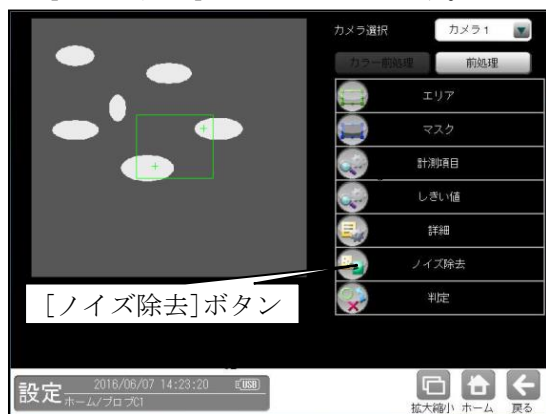 カメラ選択
カメラ1
カラー前処理
前処理
エリア
マスク
計測項目
しきい値
詳細
ノイズ除去
[ノイズ除去]ボタン
判定
設定
2016/06/07 14:23:20
USB
ホーム/ブロブC1
拡大縮小 ホーム 戻る